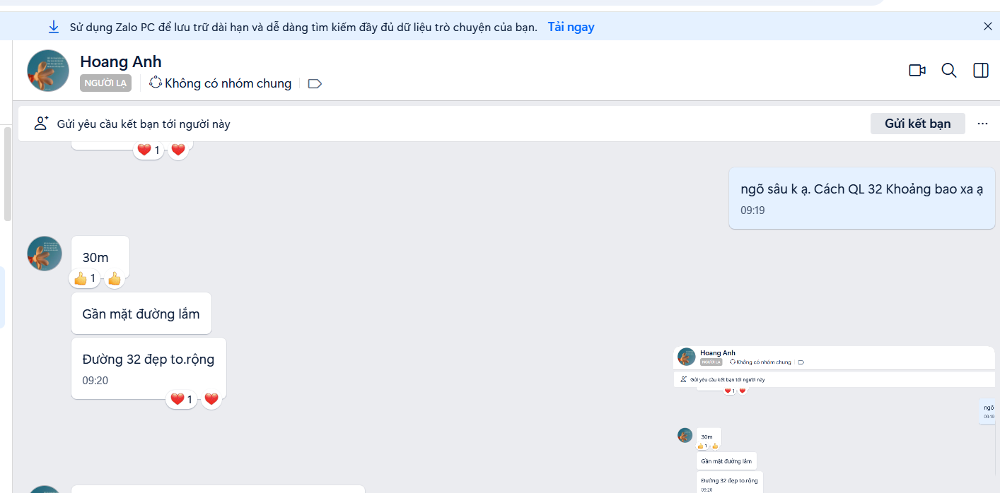 Sử dụng Zalo PC để lưu trữ dài hạn và dễ dàng tìm kiếm đầy đủ dữ liệu trò chuyện của bạn. Tải ngay
Hoang Anh
NGƯỜI LẠ Không có nhóm chung
Gửi yêu cầu kết bạn tới người này Gửi kết bạn
1
ngõ sâu k ạ. Cách QL 32 Khoảng bao xa ạ
09:19
30m
1
Gần mặt đường lắm
Đường 32 đẹp to.rộng
09:20
1
Hoang Anh
NGƯỜI LẠ Không có nhóm chung
Gửi yêu cầu kết bạn tới người này
1
ngõ
09:19
30m
1
Gần mặt đường lắm
Đường 32 đẹp to.rộng
09:20